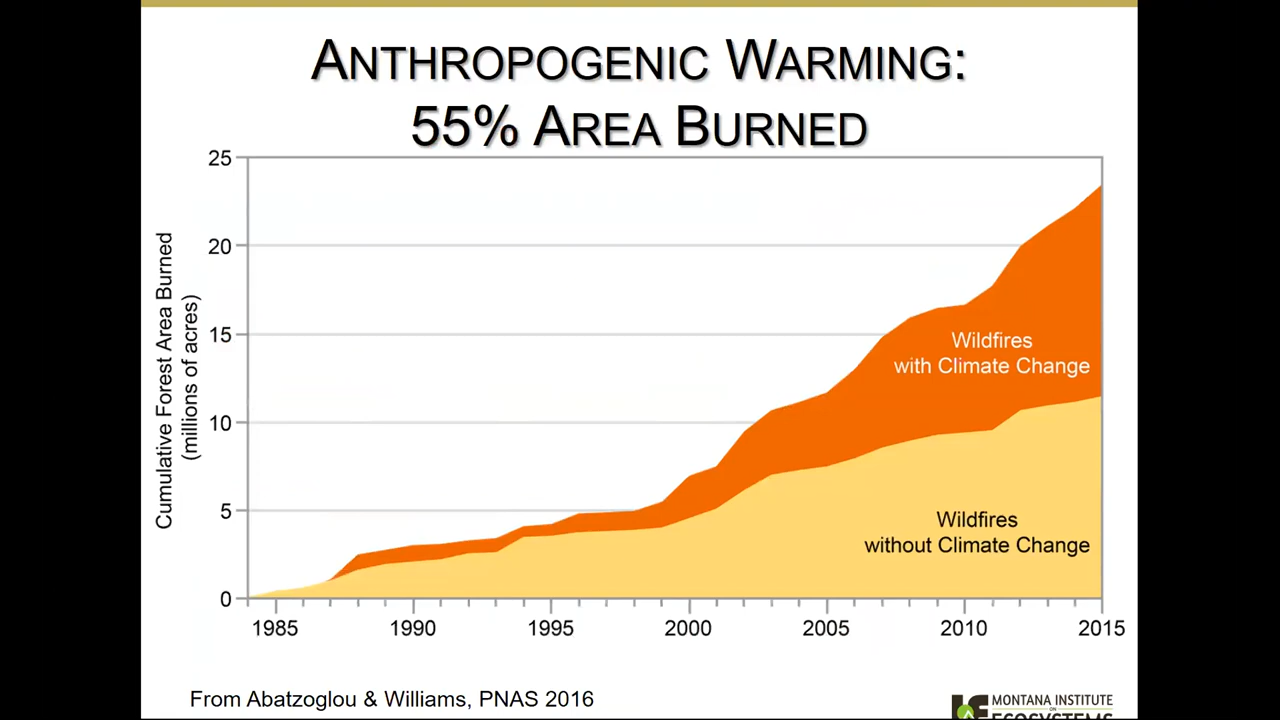 ANTHROPOGENIC WARMING:
55% AREA BURNED
Cumulative Forest Area Burned
(millions of acres)
25
20
15
10
5
0
Wildfires
with Climate Change
Wildfires
without Climate Change
1985 1990 1995 2000 2005 2010 2015
From Abatzoglou & Williams, PNAS 2016
MONTANA INSTITUTE
ON
ECOSYSTEMS